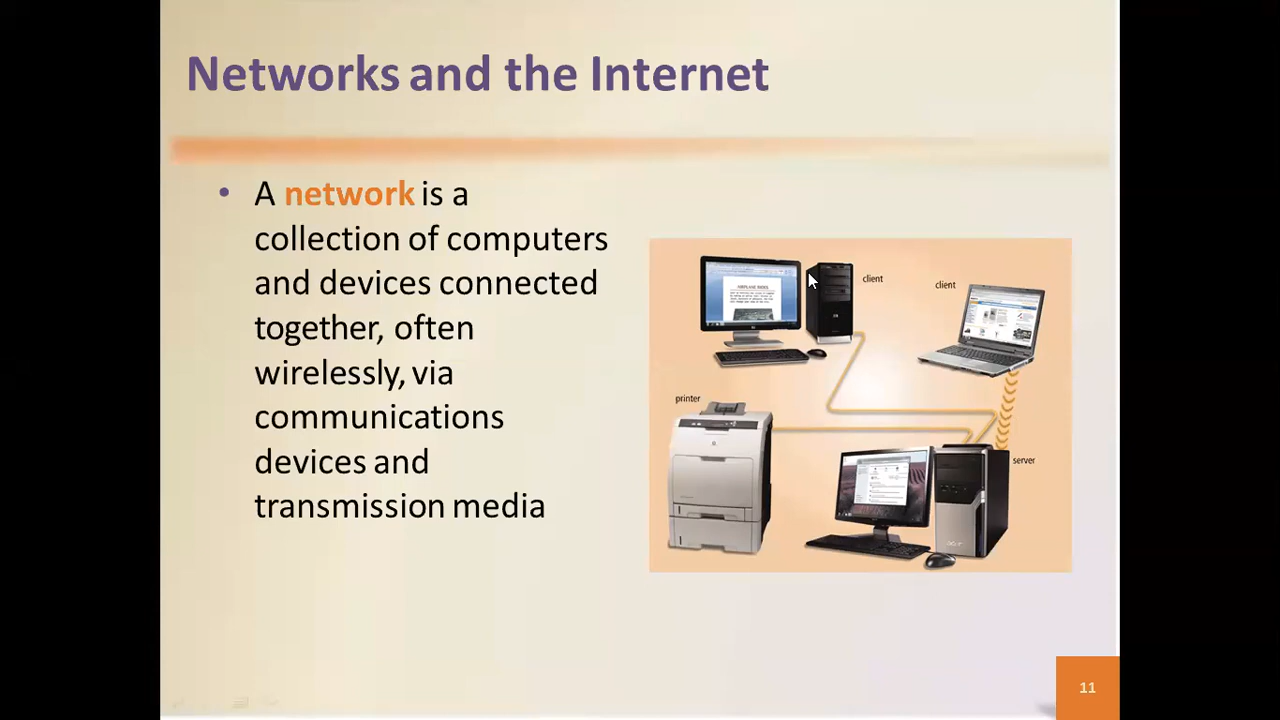 Networks and the Internet
• A network is a
collection of computers
and devices connected
together, often
wirelessly, via
communications
devices and
transmission media
client
client
printer
server
acer
11